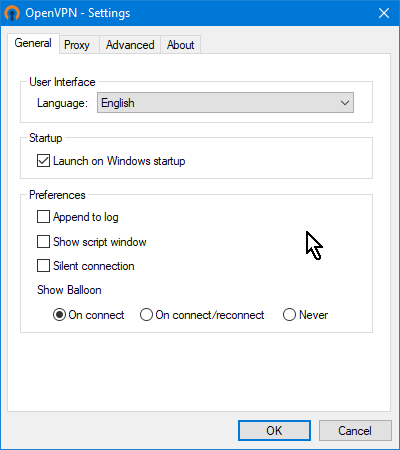 OpenVPN - Settings
General Proxy Advanced About
User Interface
Language: English
Startup
Launch on Windows startup
Preferences
Append to log
Show script window
Silent connection
Show Balloon
On connect On connect/reconnect Never
OK Cancel